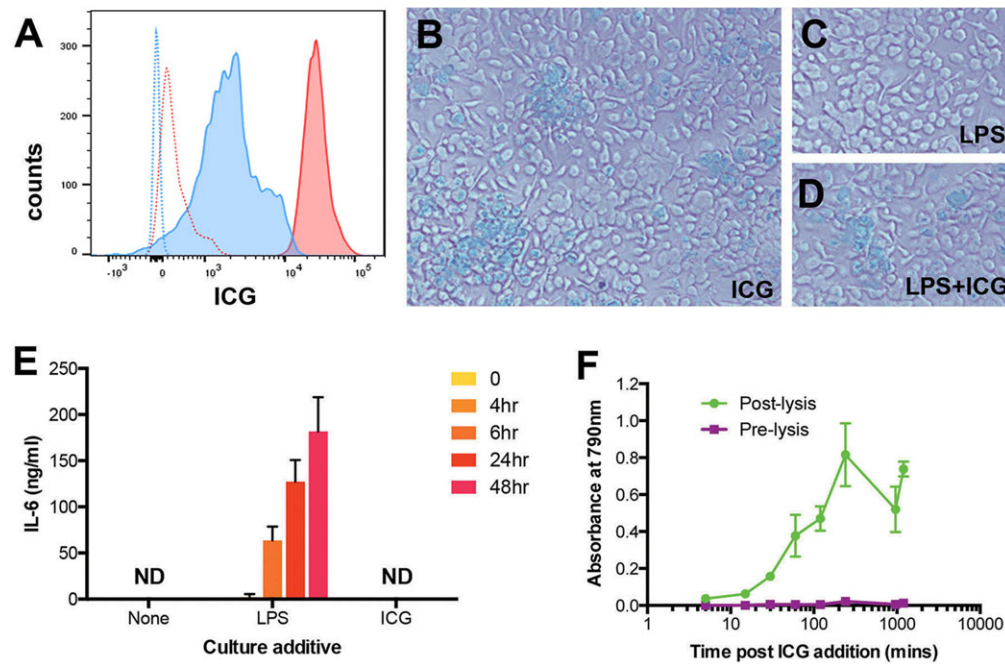 A
counts
300
200
100
0
-10³
0
10³
10⁴
10⁵
ICG
B
ICG
C
LPS
D
LPS+ICG
E
IL-6 (ng/ml)
250
200
150
100
50
0
ND
ND
None
LPS
ICG
Culture additive
0
4hr
6hr
24hr
48hr
F
Absorbance at 790nm
1.2
1.0
0.8
0.6
0.4
0.2
0.0
Post-lysis
Pre-lysis
1
10
100
1000
10000
Time post ICG addition (mins)